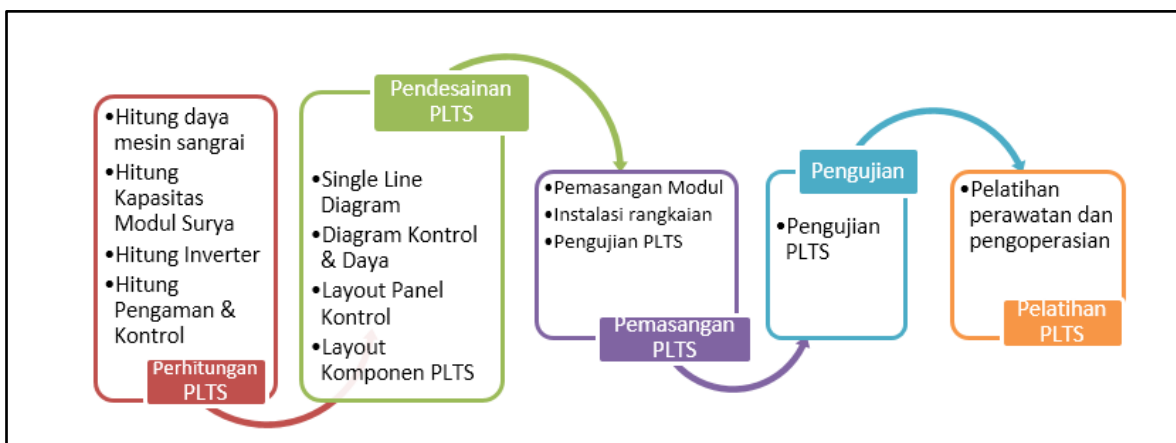 •Hitung daya
mesin sangrai
•Hitung
Kapasitas
Modul Surya
•Hitung Inverter
•Hitung
Pengaman &
Kontrol
Perhitungan
PLTS
Pendesainan
PLTS
•Single Line
Diagram
•Diagram Kontrol
& Daya
•Layout Panel
Kontrol
•Layout
Komponen PLTS
•Pemasangan Modul
•Instalasi rangkaian
•Pengujian PLTS
Pemasangan
PLTS
Pengujian
•Pengujian
PLTS
•Pelatihan
perawatan dan
pengoperasian
Pelatihan
PLTS